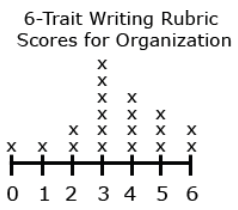 6-Trait Writing Rubric
Scores for Organization
x
x
x x
x x x
x x x x x
x x x x x x x
0 1 2 3 4 5 6